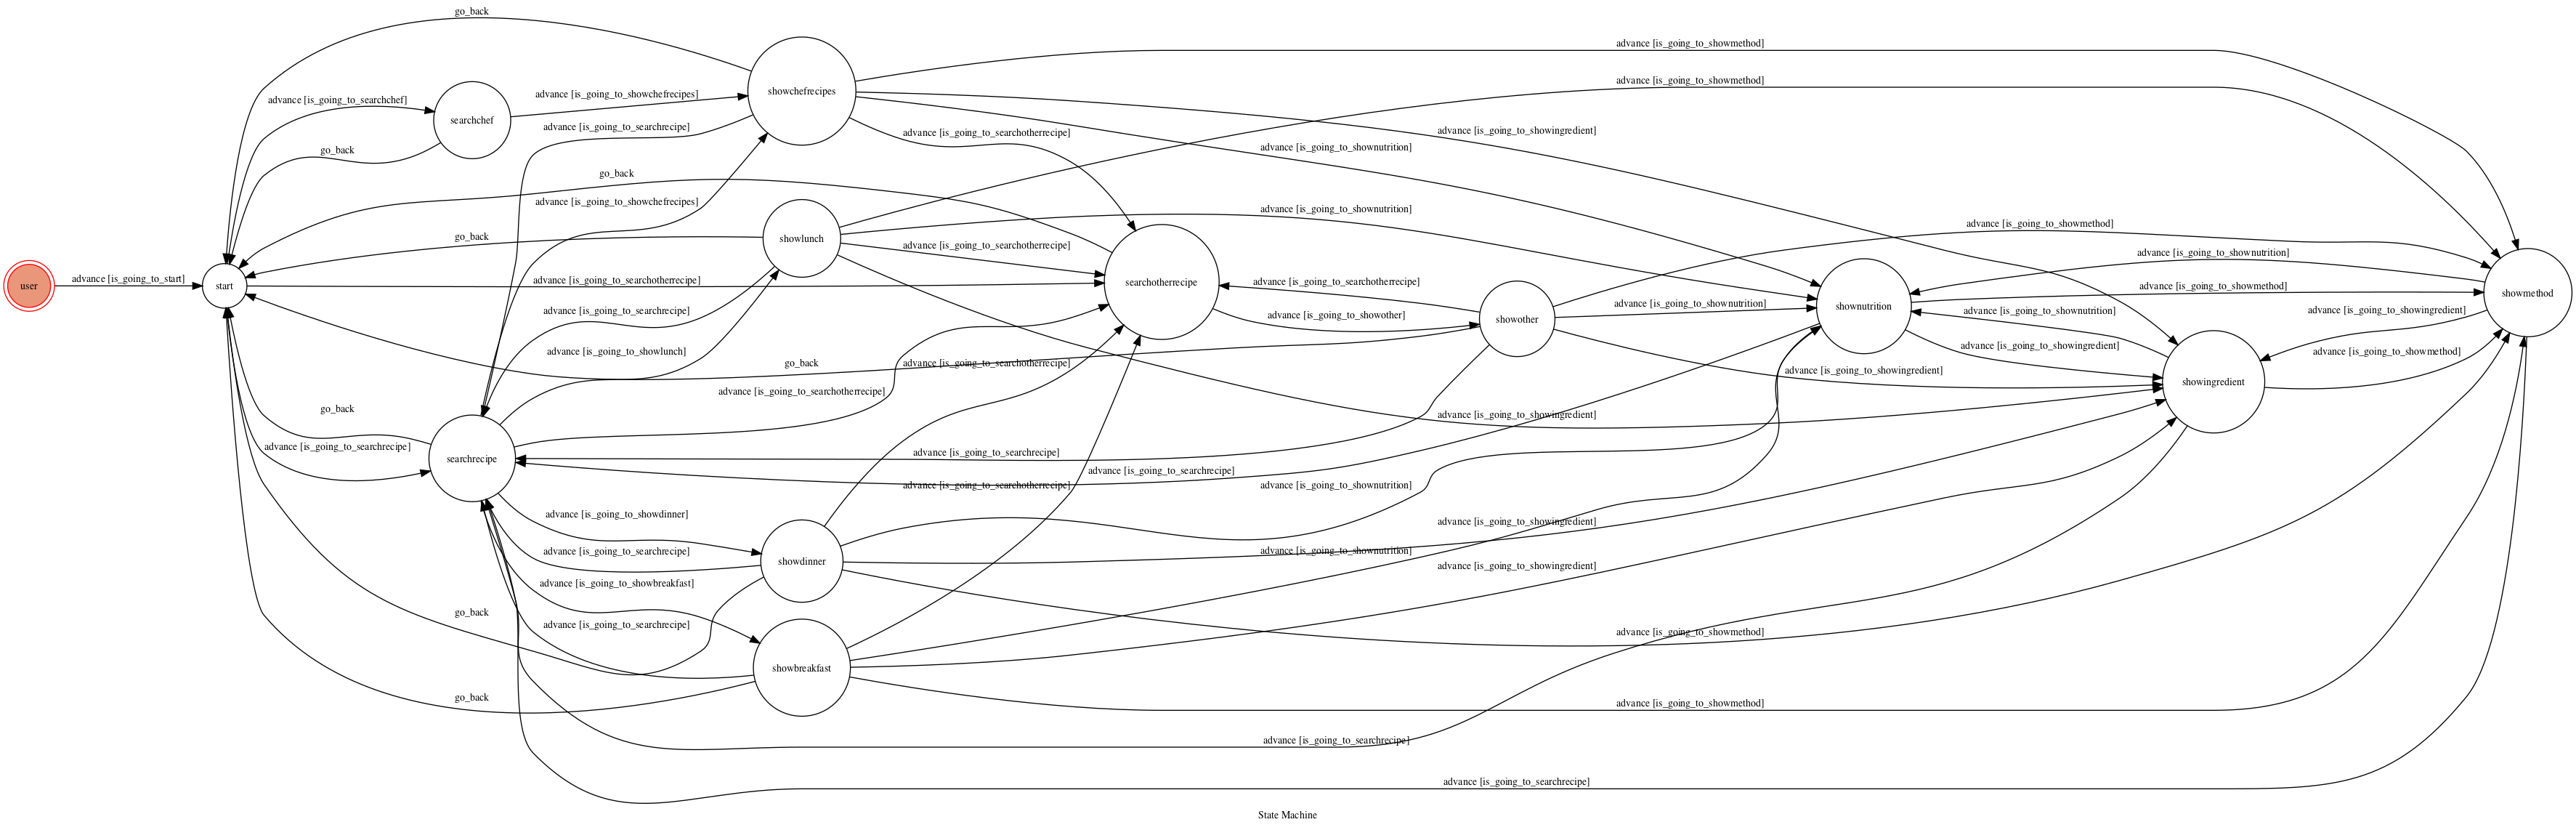 go_back
advance [is_going_to_showmethod]
advance [is_going_to_showmethod]
showchefrecipes
advance [is_going_to_showchefrecipes]
advance [is_going_to_searchchef]
searchchef
advance [is_going_to_searchrecipe]
advance [is_going_to_searchotherrecipe]
advance [is_going_to_showingredient]
advance [is_going_to_shownutrition]
go_back
go_back
advance [is_going_to_showchefrecipes]
advance [is_going_to_shownutrition]
advance [is_going_to_showmethod]
go_back
showlunch
advance [is_going_to_searchotherrecipe]
advance [is_going_to_shownutrition]
advance [is_going_to_start]
advance [is_going_to_searchotherrecipe]
searchotherrecipe
advance [is_going_to_searchotherrecipe]
user
start
advance [is_going_to_showmethod]
showmethod
advance [is_going_to_shownutrition]
shownutrition
advance [is_going_to_shownutrition]
advance [is_going_to_showingredient]
advance [is_going_to_searchrecipe]
advance [is_going_to_showother]
showother
advance [is_going_to_showingredient]
advance [is_going_to_showlunch]
advance [is_going_to_showmethod]
go_back
advance [is_going_to_searchotherrecipe]
advance [is_going_to_showingredient]
showingredient
advance [is_going_to_searchotherrecipe]
go_back
advance [is_going_to_showingredient]
advance [is_going_to_searchrecipe]
advance [is_going_to_searchrecipe]
searchrecipe
advance [is_going_to_searchrecipe]
advance [is_going_to_searchotherrecipe]
advance [is_going_to_shownutrition]
advance [is_going_to_showdinner]
advance [is_going_to_showingredient]
advance [is_going_to_searchrecipe]
advance [is_going_to_shownutrition]
showdinner
advance [is_going_to_showingredient]
advance [is_going_to_showbreakfast]
go_back
advance [is_going_to_searchrecipe]
advance [is_going_to_showmethod]
showbreakfast
go_back
advance [is_going_to_showmethod]
advance [is_going_to_searchrecipe]
advance [is_going_to_searchrecipe]
State Machine